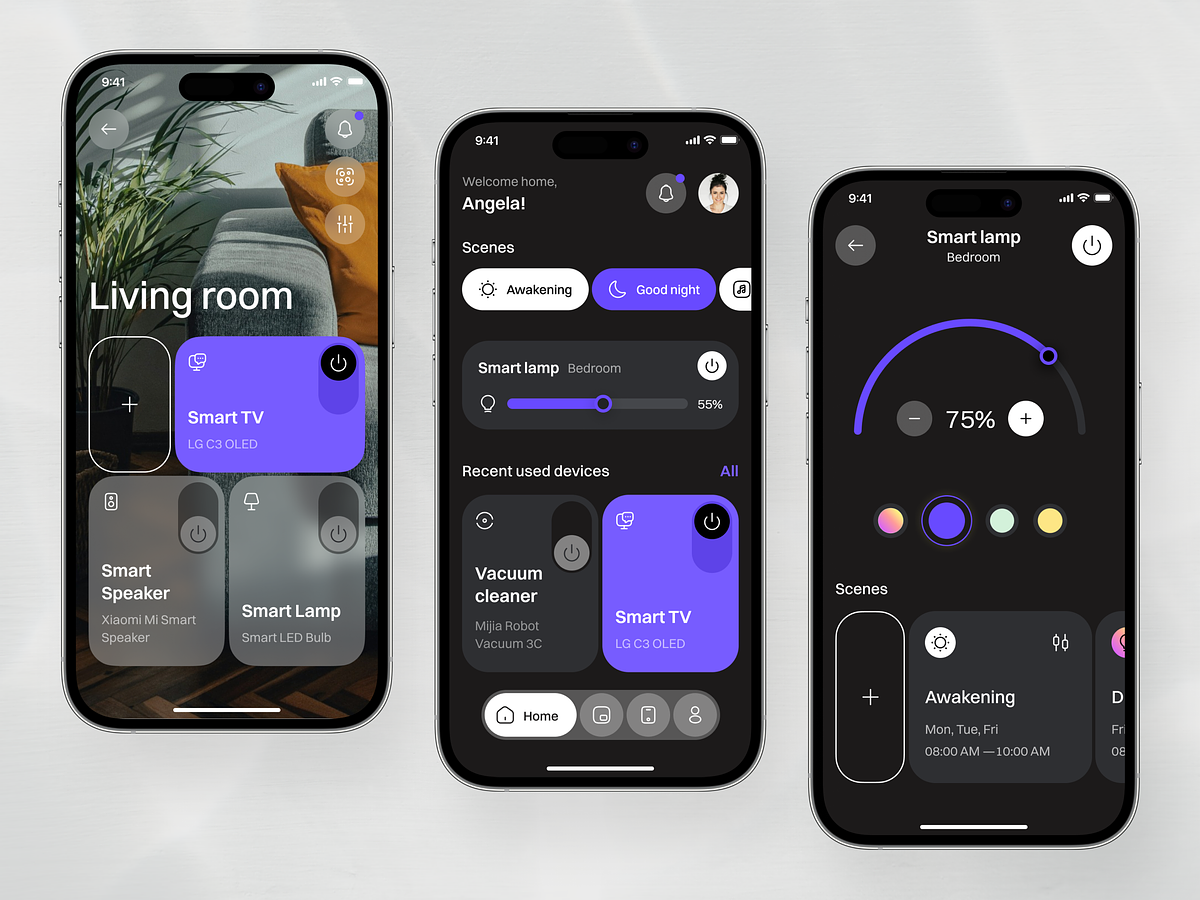 9:41
Living room
Smart TV
LG C3 OLED
Smart
Speaker
Xiaomi Mi Smart
Speaker
Smart Lamp
Smart LED Bulb
9:41
Welcome home,
Angela!
Scenes
Awakening
Good night
Smart lamp Bedroom
55%
Recent used devices All
Vacuum
cleaner
Mijia Robot
Vacuum 3C
Smart TV
LG C3 OLED
Home
9:41
Smart lamp
Bedroom
75%
Scenes
Awakening
Mon, Tue, Fri
08:00 AM —10:00 AM
D
Fri
08